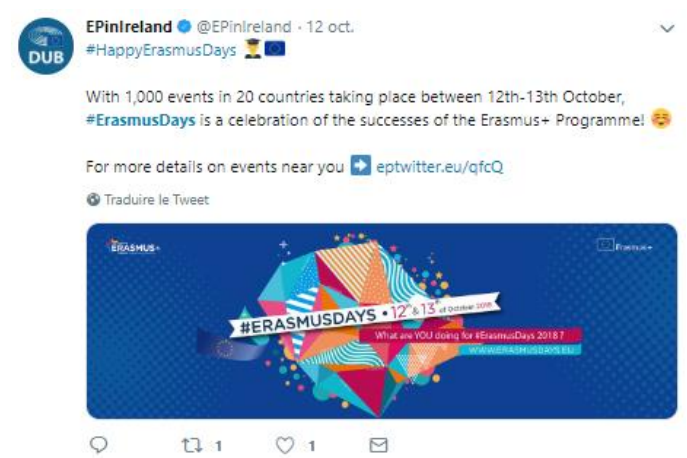 EPinIreland @EPinIreland · 12 oct.
DUB
#HappyErasmusDays
With 1,000 events in 20 countries taking place between 12th-13th October,
#ErasmusDays is a celebration of the successes of the Erasmus+ Programme!
For more details on events near you eptwitter.eu/qfcQ
Traduire le Tweet
ERASMUS+
Erasmus+
#ERASMUSDAYS • 12th & 13th of October 2018
What are YOU doing for #ErasmusDays 2018 ?
WWW.ERASMUSDAYS.EU
1 1